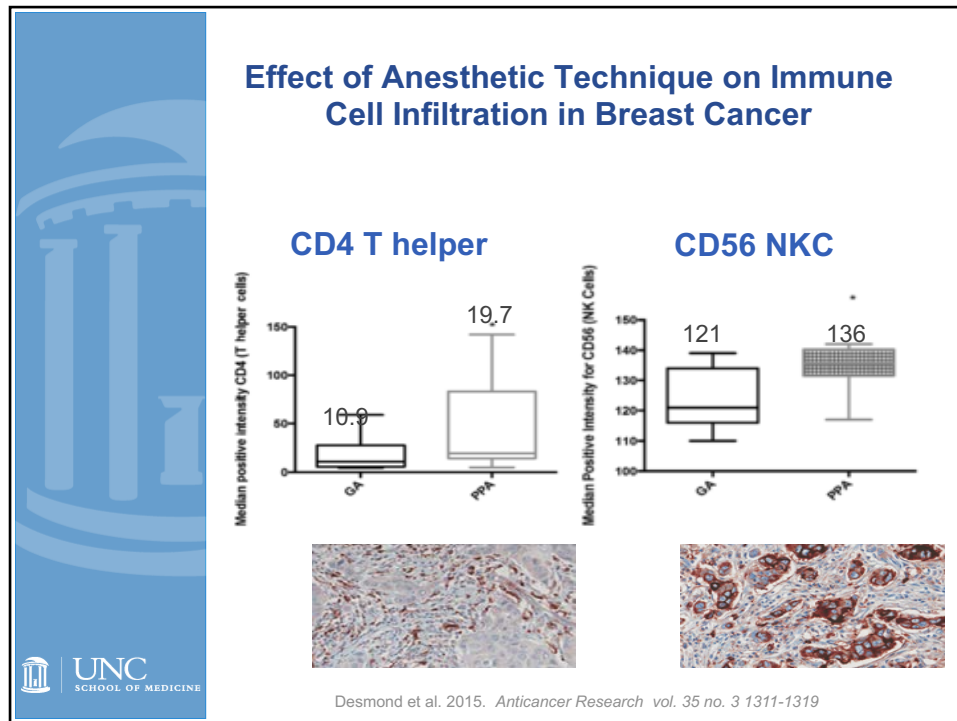 Effect of Anesthetic Technique on Immune
Cell Infiltration in Breast Cancer
CD4 T helper
CD56 NKC
Median positive intensity CD4 (T helper cells)
150
100
50
0
10.9
19.7
*
GA
PPA
Median Positive Intensity for CD56 (NK Cells)
150
140
130
120
110
100
121
136
*
GA
PPA
UNC
SCHOOL OF MEDICINE
Desmond et al. 2015. Anticancer Research vol. 35 no. 3 1311-1319